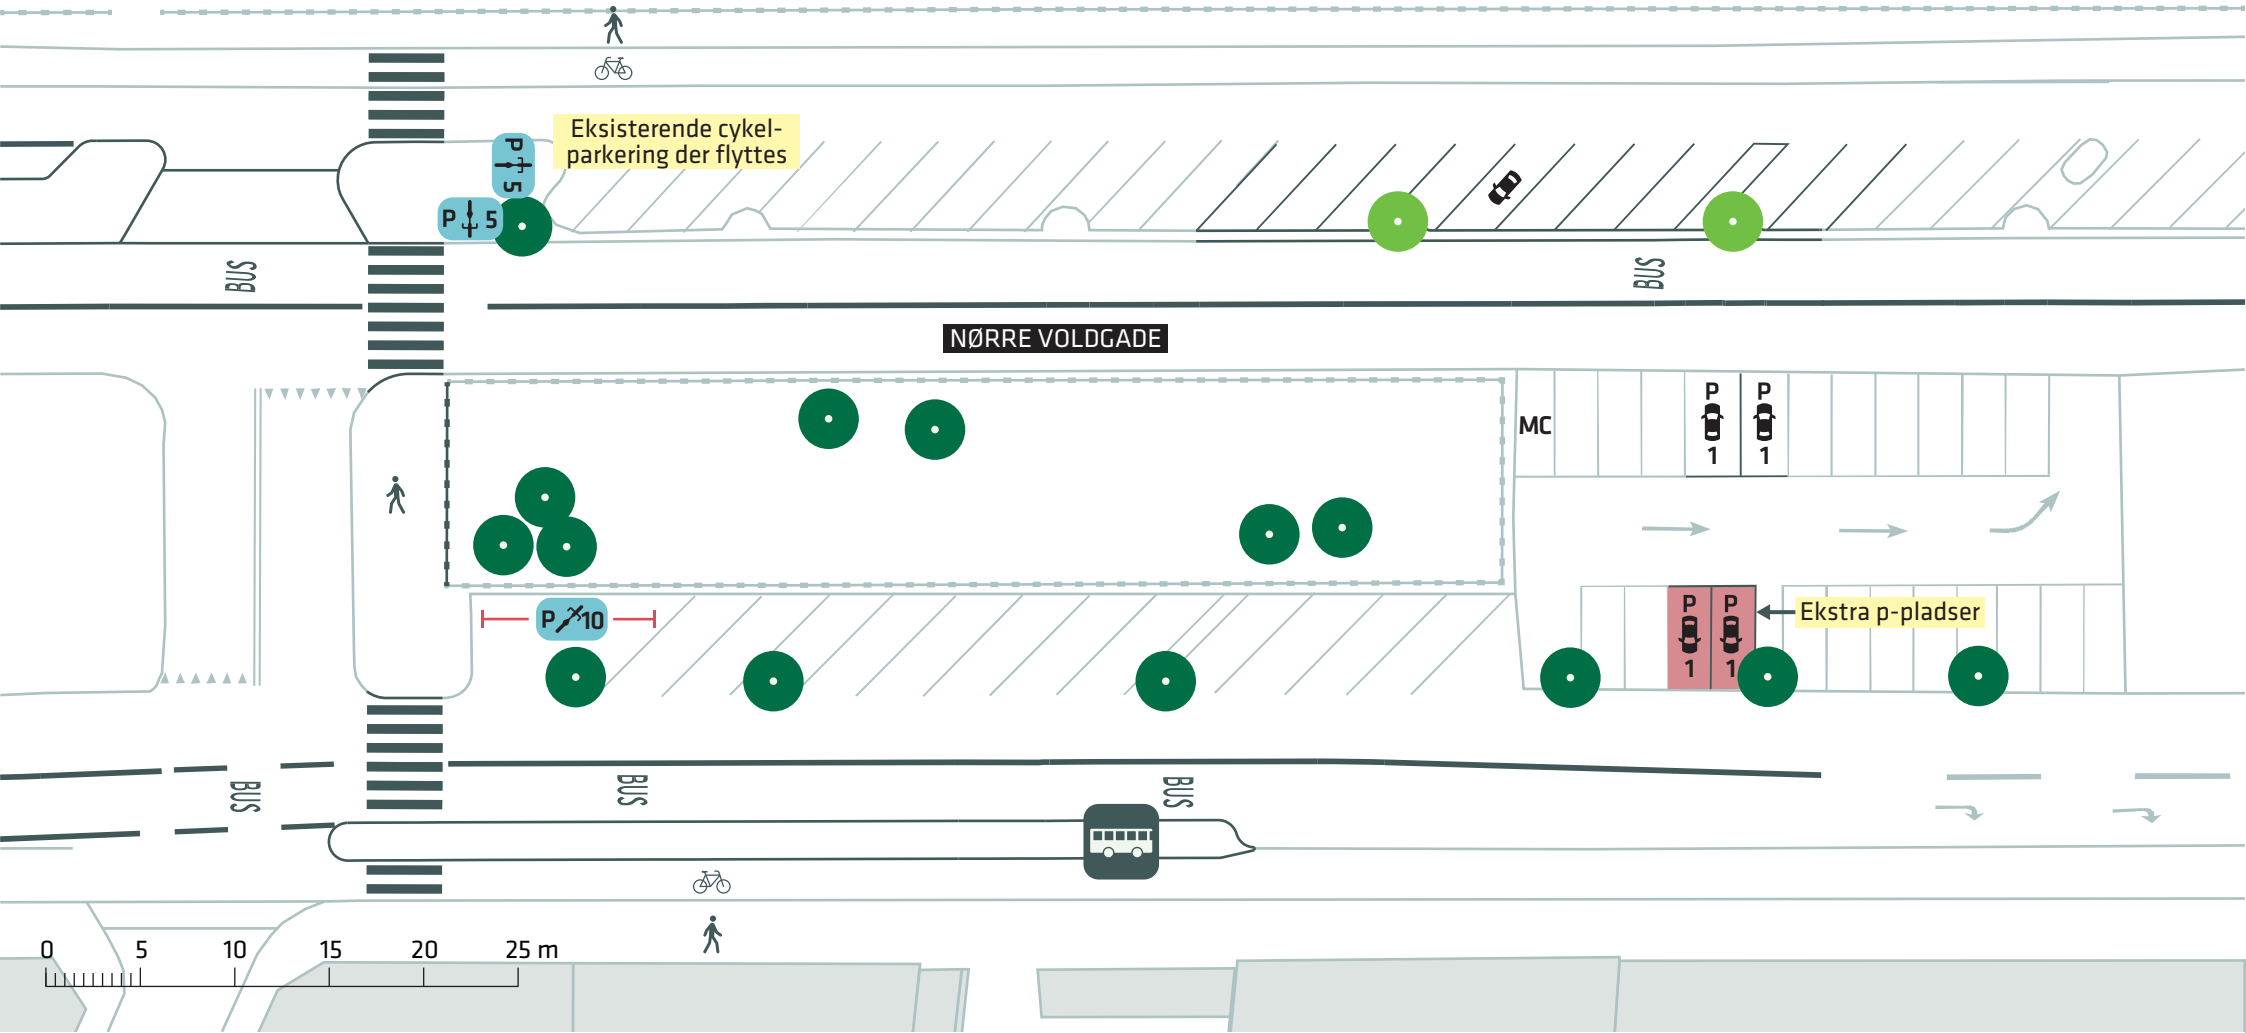 Eksisterende cykel-
parkering der flyttes
P 5
P 5
BUS
BUS
NØRRE VOLDGADE
MC
P
1
P
1
P 10
P
1
P
1
Ekstra p-pladser
BUS
BUS
BUS
0 5 10 15 20 25 m